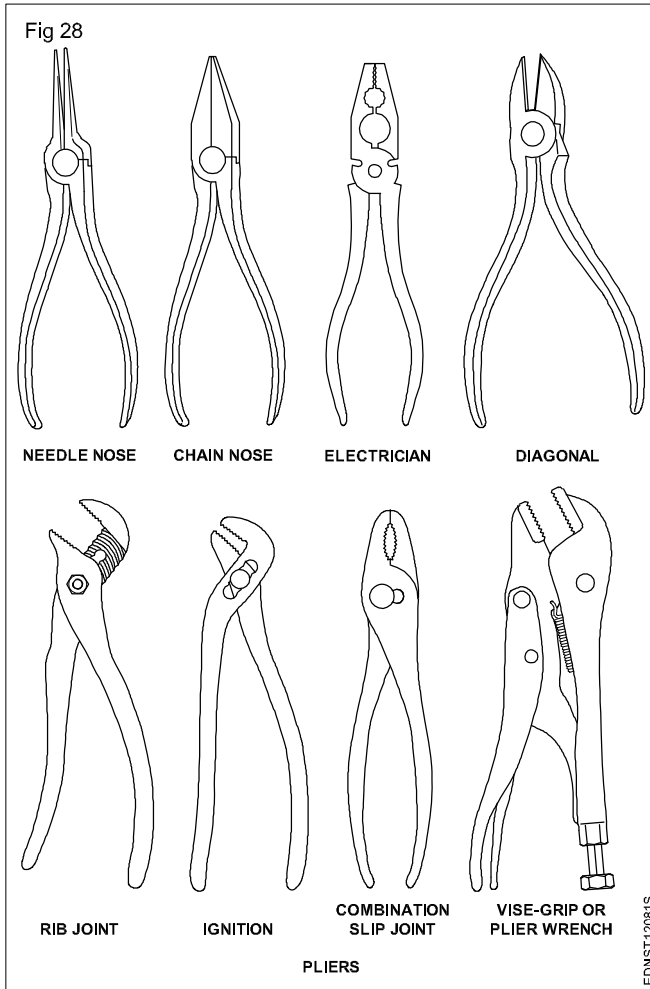 Fig 28
NEEDLE NOSE
CHAIN NOSE
ELECTRICIAN
DIAGONAL
RIB JOINT
IGNITION
COMBINATION
SLIP JOINT
VISE-GRIP OR
PLIER WRENCH
PLIERS